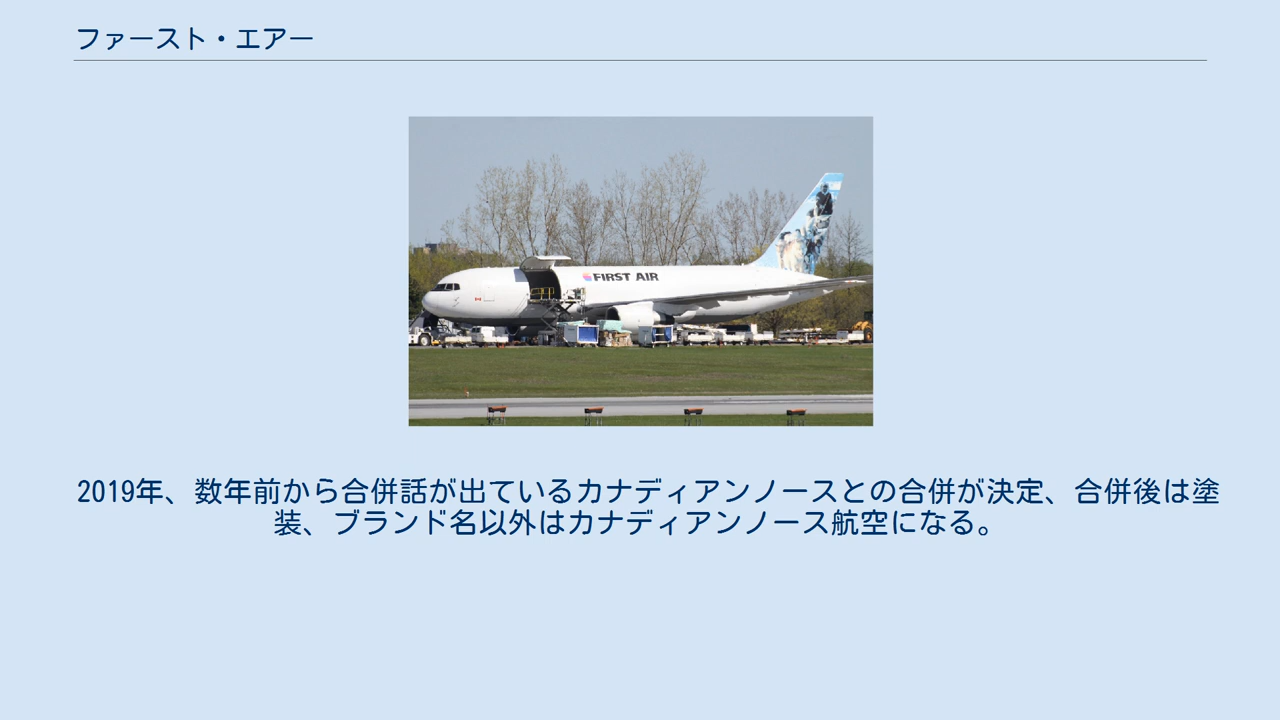 ファースト・エアー
FIRST AIR
2019年、数年前から合併話が出ているカナディアンノースとの合併が決定、合併後は塗
装、ブランド名以外はカナディアンノース航空になる。